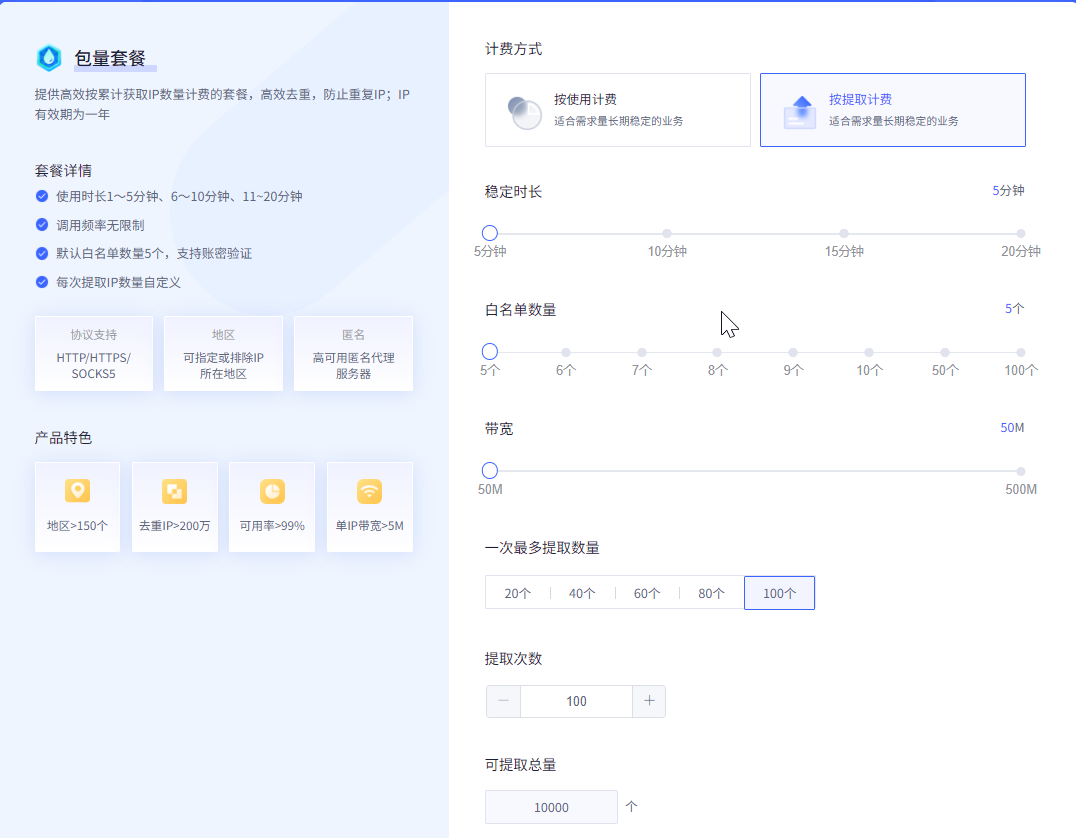 包量套餐
提供高效按累计获取IP数量计费的套餐，高效去重，防止重复IP；IP
有效期为一年
套餐详情
使用时长1～5分钟、6～10分钟、11~20分钟
调用频率无限制
默认白名单数量5个，支持账密验证
每次提取IP数量自定义
协议支持
HTTP/HTTPS/
SOCKS5
地区
可指定或排除IP
所在地区
匿名
高可用匿名代理
服务器
产品特色
地区>150个
去重IP>200万
可用率>99%
单IP带宽>5M
计费方式
按使用计费
适合需求量长期稳定的业务
按提取计费
适合需求量长期稳定的业务
稳定时长
5分钟
5分钟 10分钟 15分钟 20分钟
白名单数量
5个
5个 6个 7个 8个 9个 10个 50个 100个
带宽
50M
50M 500M
一次最多提取数量
20个 40个 60个 80个 100个
提取次数
－ 100 ＋
可提取总量
10000 个